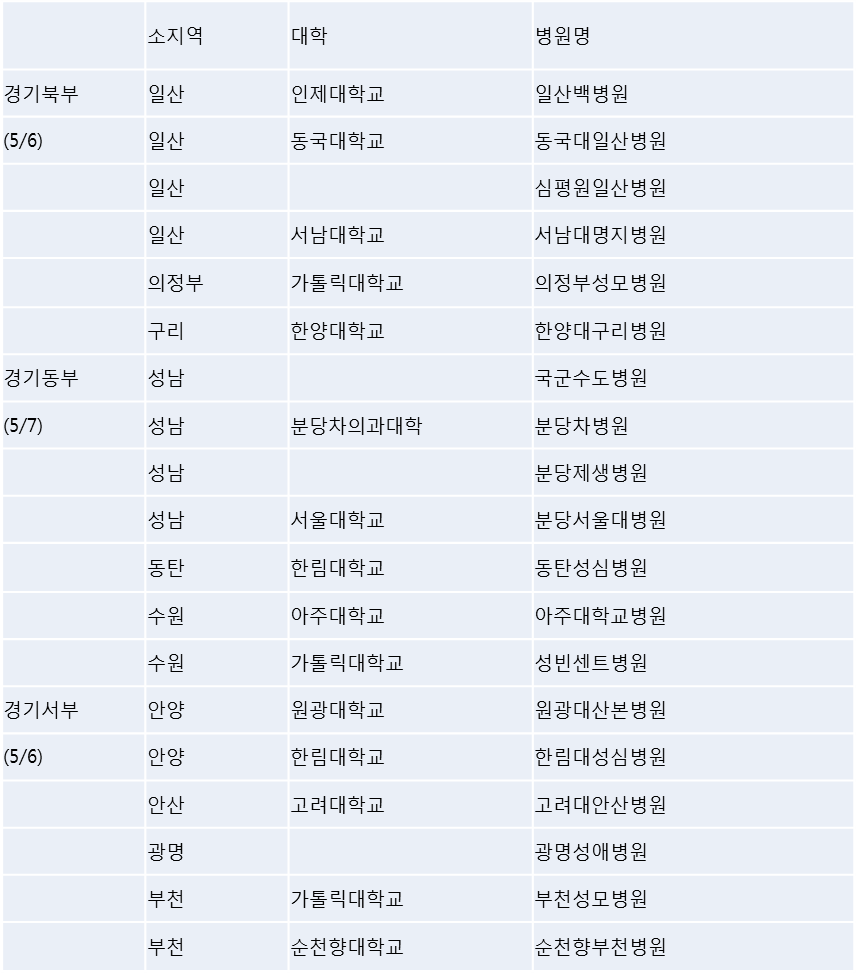 소지역 대학 병원명
경기북부 일산 인제대학교 일산백병원
(5/6) 일산 동국대학교 동국대일산병원
일산 심평원일산병원
일산 서남대학교 서남대명지병원
의정부 가톨릭대학교 의정부성모병원
구리 한양대학교 한양대구리병원
경기동부 성남 국군수도병원
(5/7) 성남 분당차의과대학 분당차병원
성남 분당제생병원
성남 서울대학교 분당서울대병원
동탄 한림대학교 동탄성심병원
수원 아주대학교 아주대학교병원
수원 가톨릭대학교 성빈센트병원
경기서부 안양 원광대학교 원광대산본병원
(5/6) 안양 한림대학교 한림대성심병원
안산 고려대학교 고려대안산병원
광명 광명성애병원
부천 가톨릭대학교 부천성모병원
부천 순천향대학교 순천향부천병원